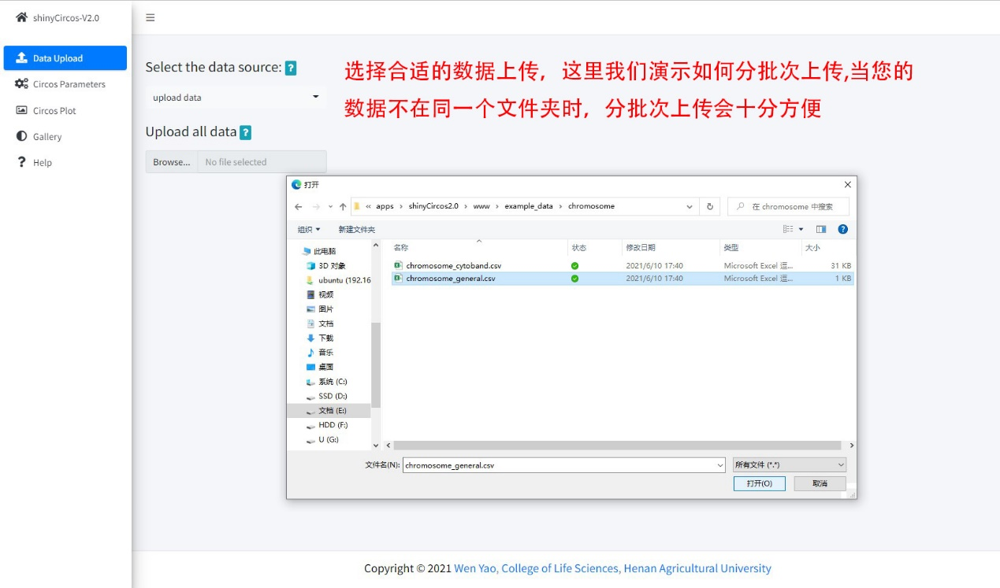 shinyCircos-V2.0
Data Upload
Circos Parameters
Circos Plot
Gallery
Help
Select the data source: ?
upload data
Upload all data ?
Browse... No file selected
选择合适的数据上传，这里我们演示如何分批次上传,当您的
数据不在同一个文件夹时，分批次上传会十分方便
打开
« apps › shinyCircos2.0 › www › example_data › chromosome
在 chromosome 中搜索
组织 新建文件夹
此电脑
3D 对象
ubuntu (192.16
视频
图片
文档
下载
音乐
桌面
系统 (C:)
SSD (D:)
文档 (E:)
HDD (F:)
U (G:)
名称 状态 修改日期 类型 大小
chromosome_cytoband.csv 2021/6/10 17:40 Microsoft Excel 逗... 31 KB
chromosome_general.csv 2021/6/10 17:40 Microsoft Excel 逗... 1 KB
文件名(N): chromosome_general.csv 所有文件 (*.*)
打开(O) 取消
Copyright © 2021 Wen Yao, College of Life Sciences, Henan Agricultural University